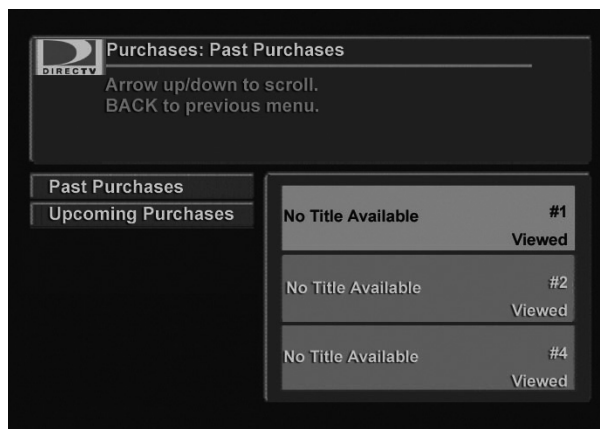 Purchases: Past Purchases
DIRECTV
Arrow up/down to scroll.
BACK to previous menu.
Past Purchases
Upcoming Purchases
No Title Available
#1
Viewed
No Title Available
#2
Viewed
No Title Available
#4
Viewed